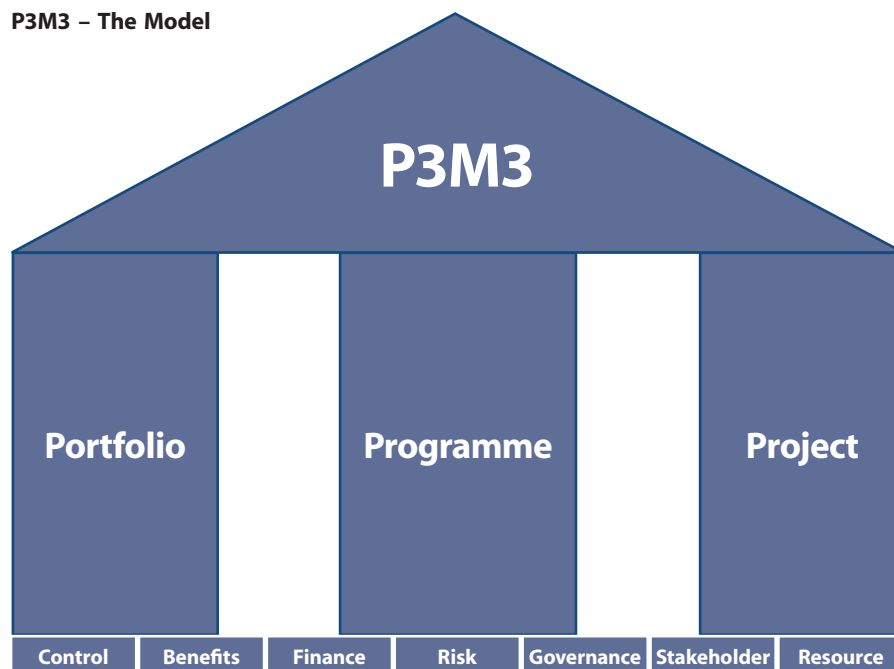 P3M3 – The Model
P3M3
Portfolio Programme Project
Control Benefits Finance Risk Governance Stakeholder Resource